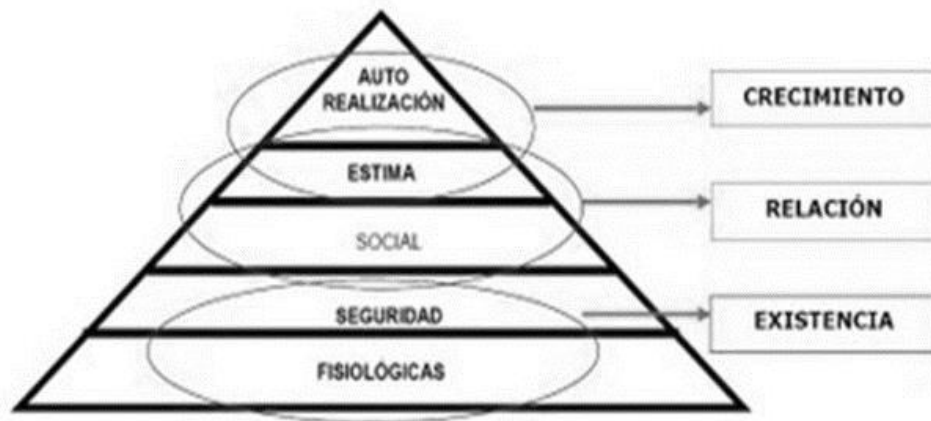 AUTO
REALIZACIÓN
CRECIMIENTO
ESTIMA
RELACIÓN
SOCIAL
SEGURIDAD
EXISTENCIA
FISIOLÓGICAS